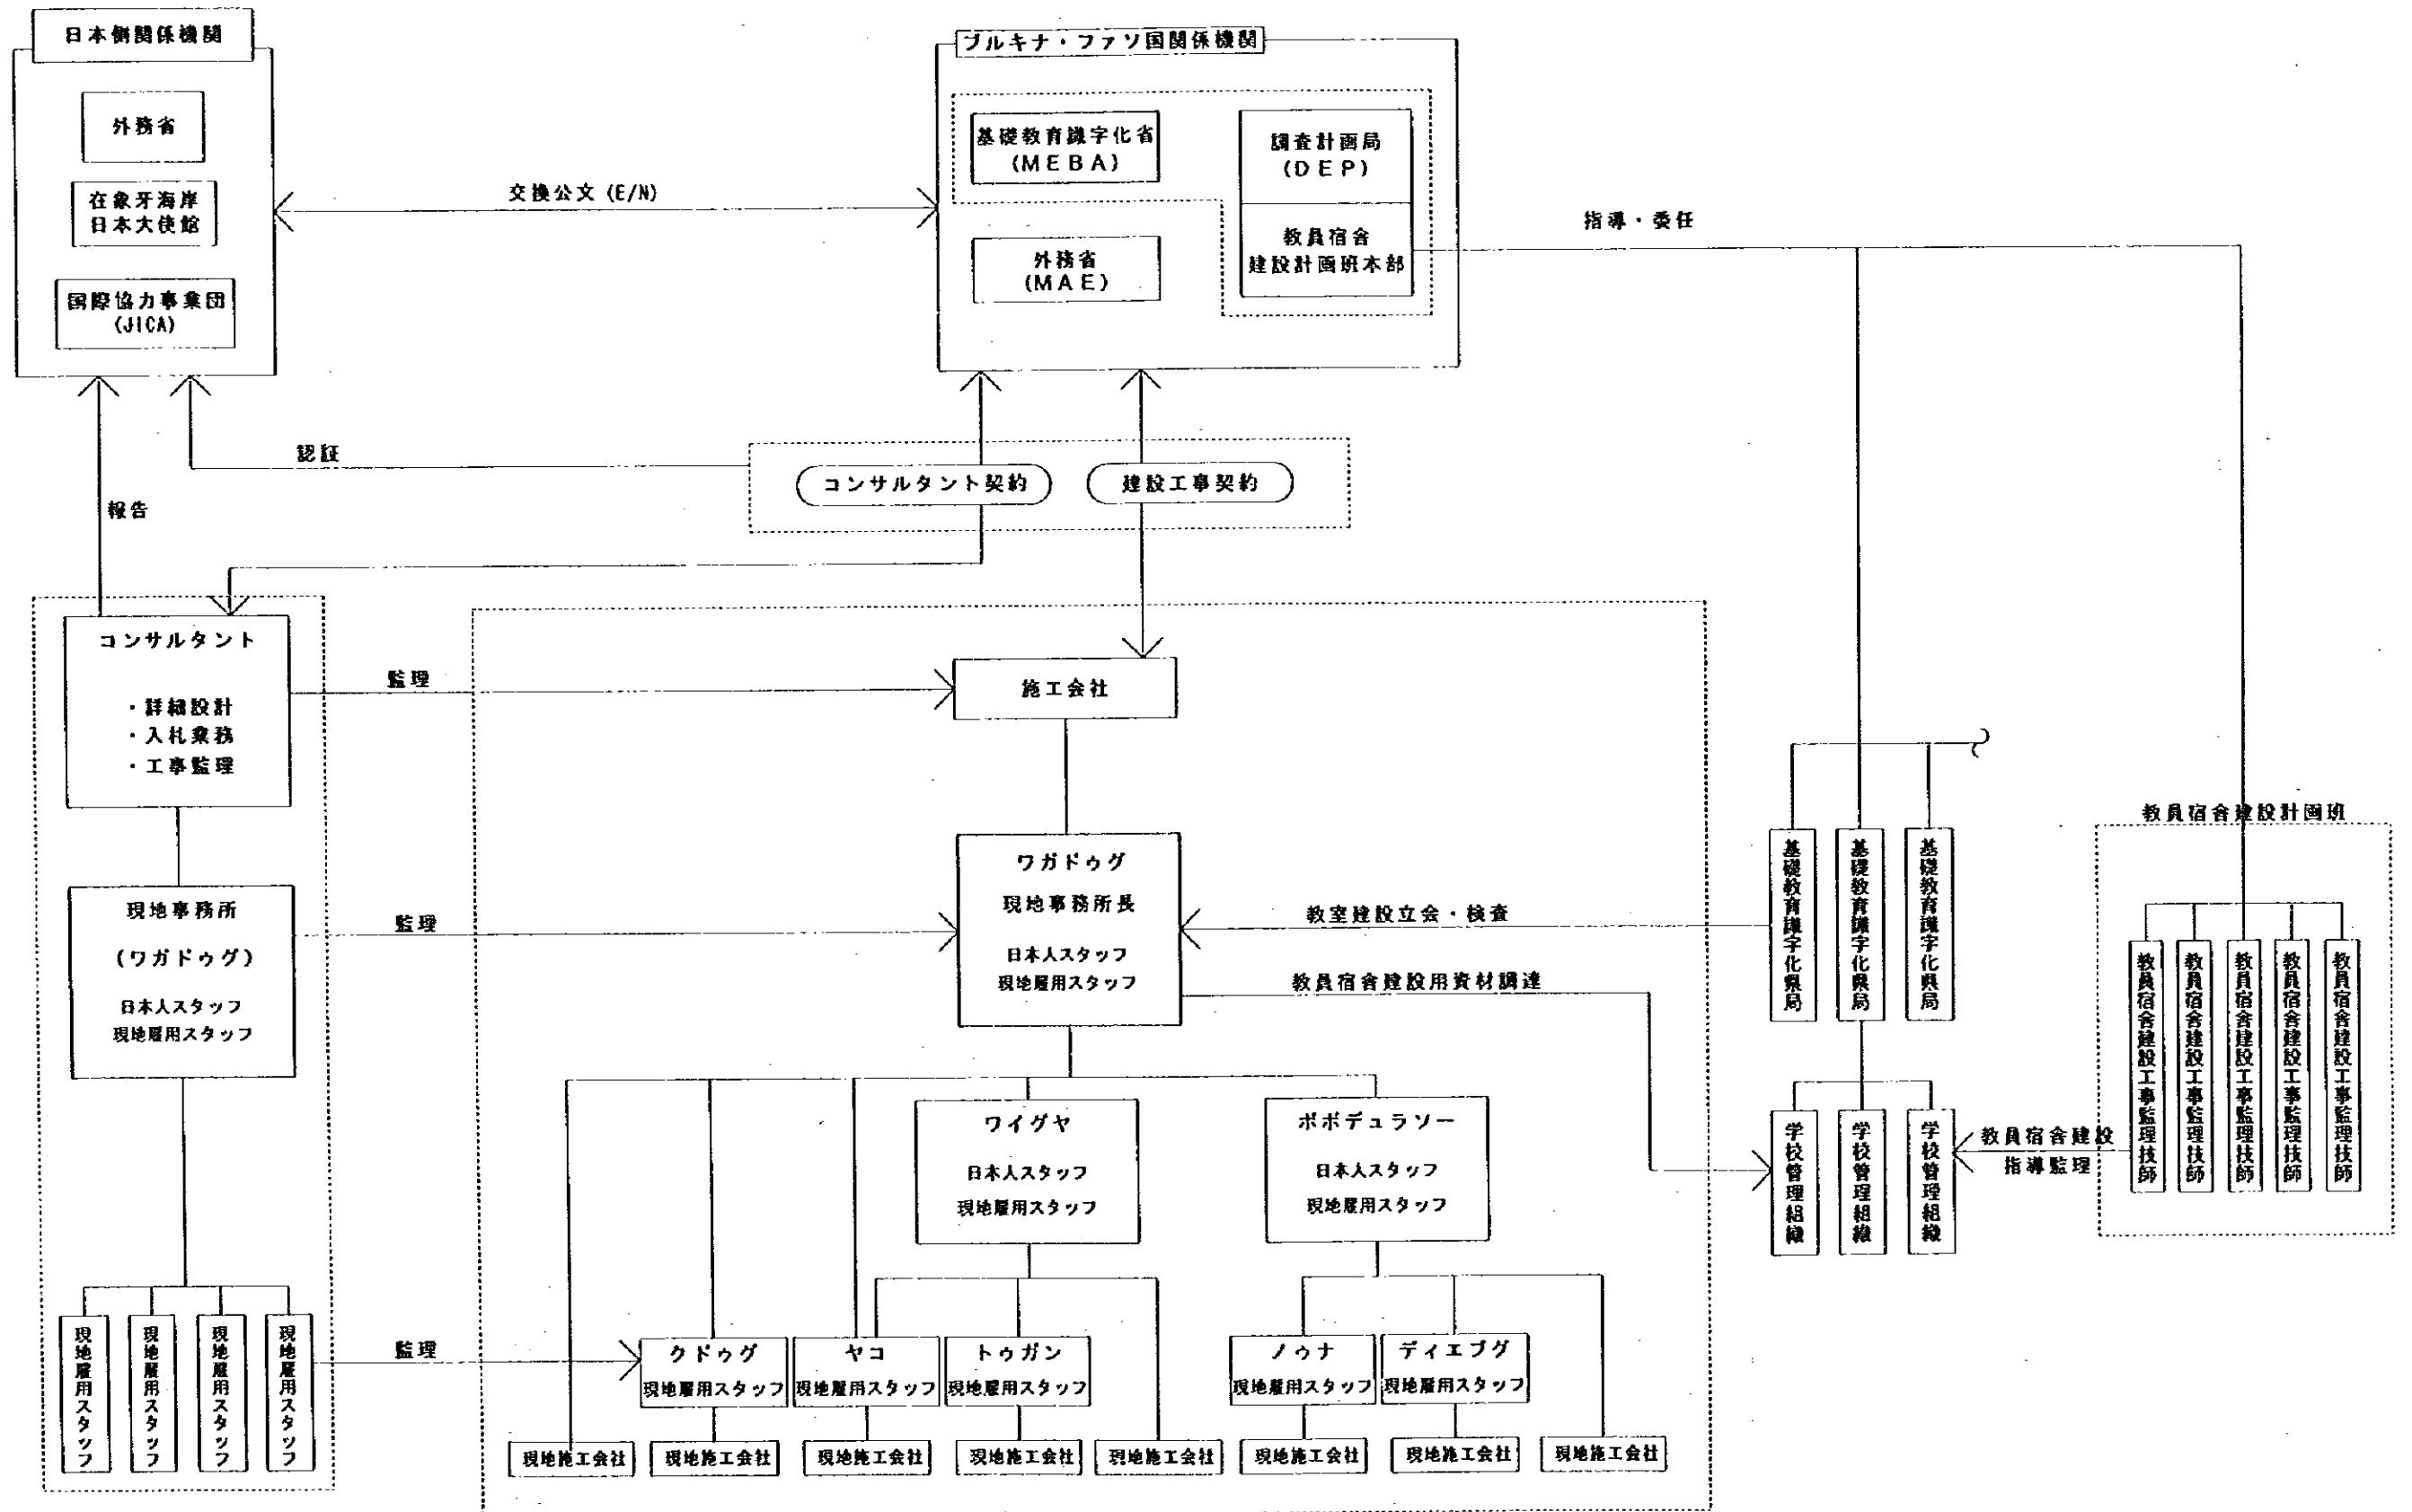 日本側関係機関
外務省
在象牙海岸
日本大使館
国際協力事業団
(JICA)
交換公文 (E/N)
ブルキナ・ファソ国関係機関
基礎教育識字化省
(MEBA)
調査計画局
(DEP)
外務省
(MAE)
教員宿舎
建設計画班本部
指導・委任
認証
報告
コンサルタント契約
建設工事契約
コンサルタント
・詳細設計
・入札業務
・工事監理
監理
施工会社
現地事務所
(ワガドゥグ)
日本人スタッフ
現地雇用スタッフ
監理
ワガドゥグ
現地事務所長
日本人スタッフ
現地雇用スタッフ
教室建設立会・検査
教員宿舎建設用資材調達
基礎教育識字化県局
基礎教育識字化県局
基礎教育識字化県局
教員宿舎建設計画班
教員宿舎建設工事監理技師
教員宿舎建設工事監理技師
教員宿舎建設工事監理技師
教員宿舎建設工事監理技師
教員宿舎建設工事監理技師
ワイグヤ
日本人スタッフ
現地雇用スタッフ
ボボデュラソー
日本人スタッフ
現地雇用スタッフ
学校管理組織
学校管理組織
学校管理組織
教員宿舎建設
指導監理
現地雇用スタッフ
現地雇用スタッフ
現地雇用スタッフ
現地雇用スタッフ
監理
クドゥグ
現地雇用スタッフ
ヤコ
現地雇用スタッフ
トゥガン
現地雇用スタッフ
ノゥナ
現地雇用スタッフ
ディエブグ
現地雇用スタッフ
現地施工会社
現地施工会社
現地施工会社
現地施工会社
現地施工会社
現地施工会社
現地施工会社
現地施工会社